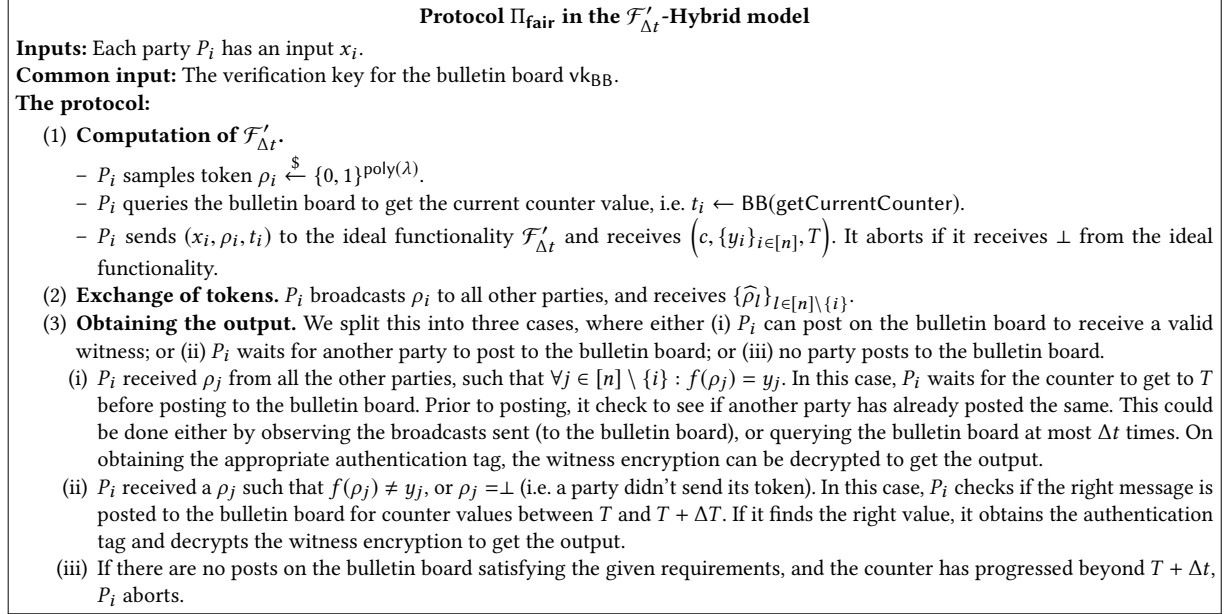 Protocol Π_fair in the ℱ′_Δt-Hybrid model
Inputs: Each party P_i has an input x_i.
Common input: The verification key for the bulletin board vk_BB.
The protocol:
(1) Computation of ℱ′_Δt.
– P_i samples token ρ_i ←$ {0, 1}^poly(λ).
– P_i queries the bulletin board to get the current counter value, i.e. t_i ← BB(getCurrentCounter).
– P_i sends (x_i, ρ_i, t_i) to the ideal functionality ℱ′_Δt and receives (c, {y_i}_{i∈[n]}, T). It aborts if it receives ⊥ from the ideal
functionality.
(2) Exchange of tokens. P_i broadcasts ρ_i to all other parties, and receives {ρ̂_l}_{l∈[n]\{i}}.
(3) Obtaining the output. We split this into three cases, where either (i) P_i can post on the bulletin board to receive a valid
witness; or (ii) P_i waits for another party to post to the bulletin board; or (iii) no party posts to the bulletin board.
(i) P_i received ρ_j from all the other parties, such that ∀j ∈ [n] \ {i} : f(ρ_j) = y_j. In this case, P_i waits for the counter to get to T
before posting to the bulletin board. Prior to posting, it check to see if another party has already posted the same. This could
be done either by observing the broadcasts sent (to the bulletin board), or querying the bulletin board at most Δt times. On
obtaining the appropriate authentication tag, the witness encryption can be decrypted to get the output.
(ii) P_i received a ρ_j such that f(ρ_j) ≠ y_j, or ρ_j =⊥ (i.e. a party didn't send its token). In this case, P_i checks if the right message is
posted to the bulletin board for counter values between T and T + ΔT. If it finds the right value, it obtains the authentication
tag and decrypts the witness encryption to get the output.
(iii) If there are no posts on the bulletin board satisfying the given requirements, and the counter has progressed beyond T + Δt,
P_i aborts.